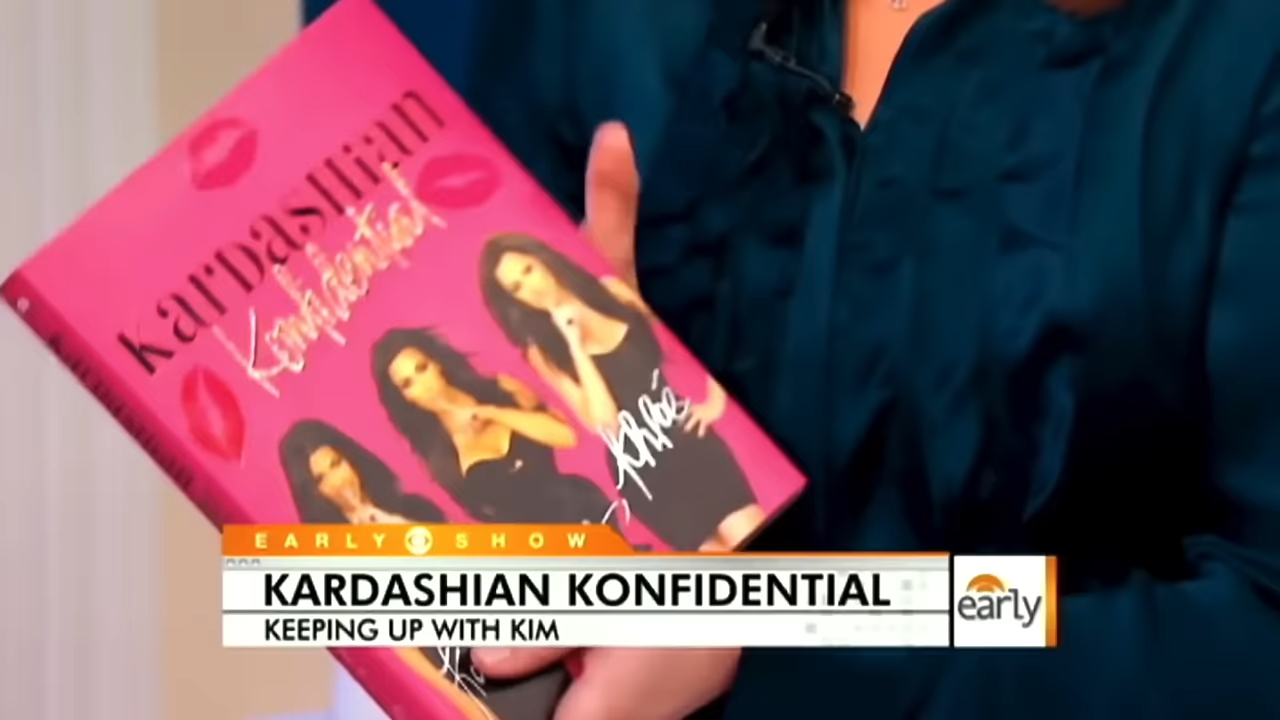 Kardashian
Konfidential
Khloé
EARLY SHOW
KARDASHIAN KONFIDENTIAL
early
KEEPING UP WITH KIM